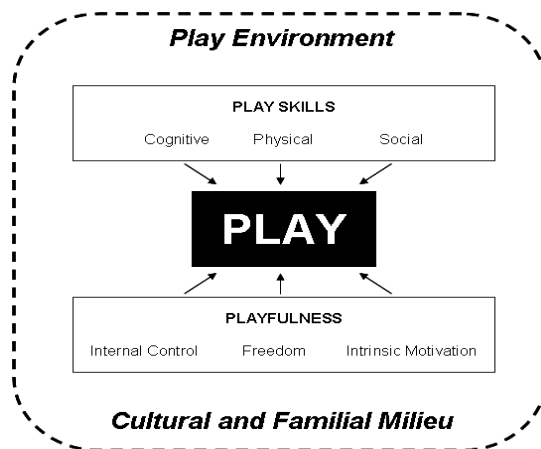 Play Environment
PLAY SKILLS
Cognitive Physical Social
PLAY
PLAYFULNESS
Internal Control Freedom Intrinsic Motivation
Cultural and Familial Milieu